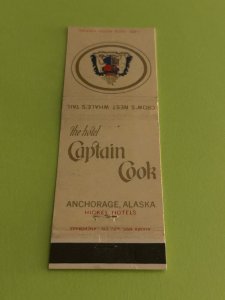 CROW'S NEST WHALE'S TAIL
the hotel
Captain
Cook
ANCHORAGE, ALASKA
HICKEL HOTELS